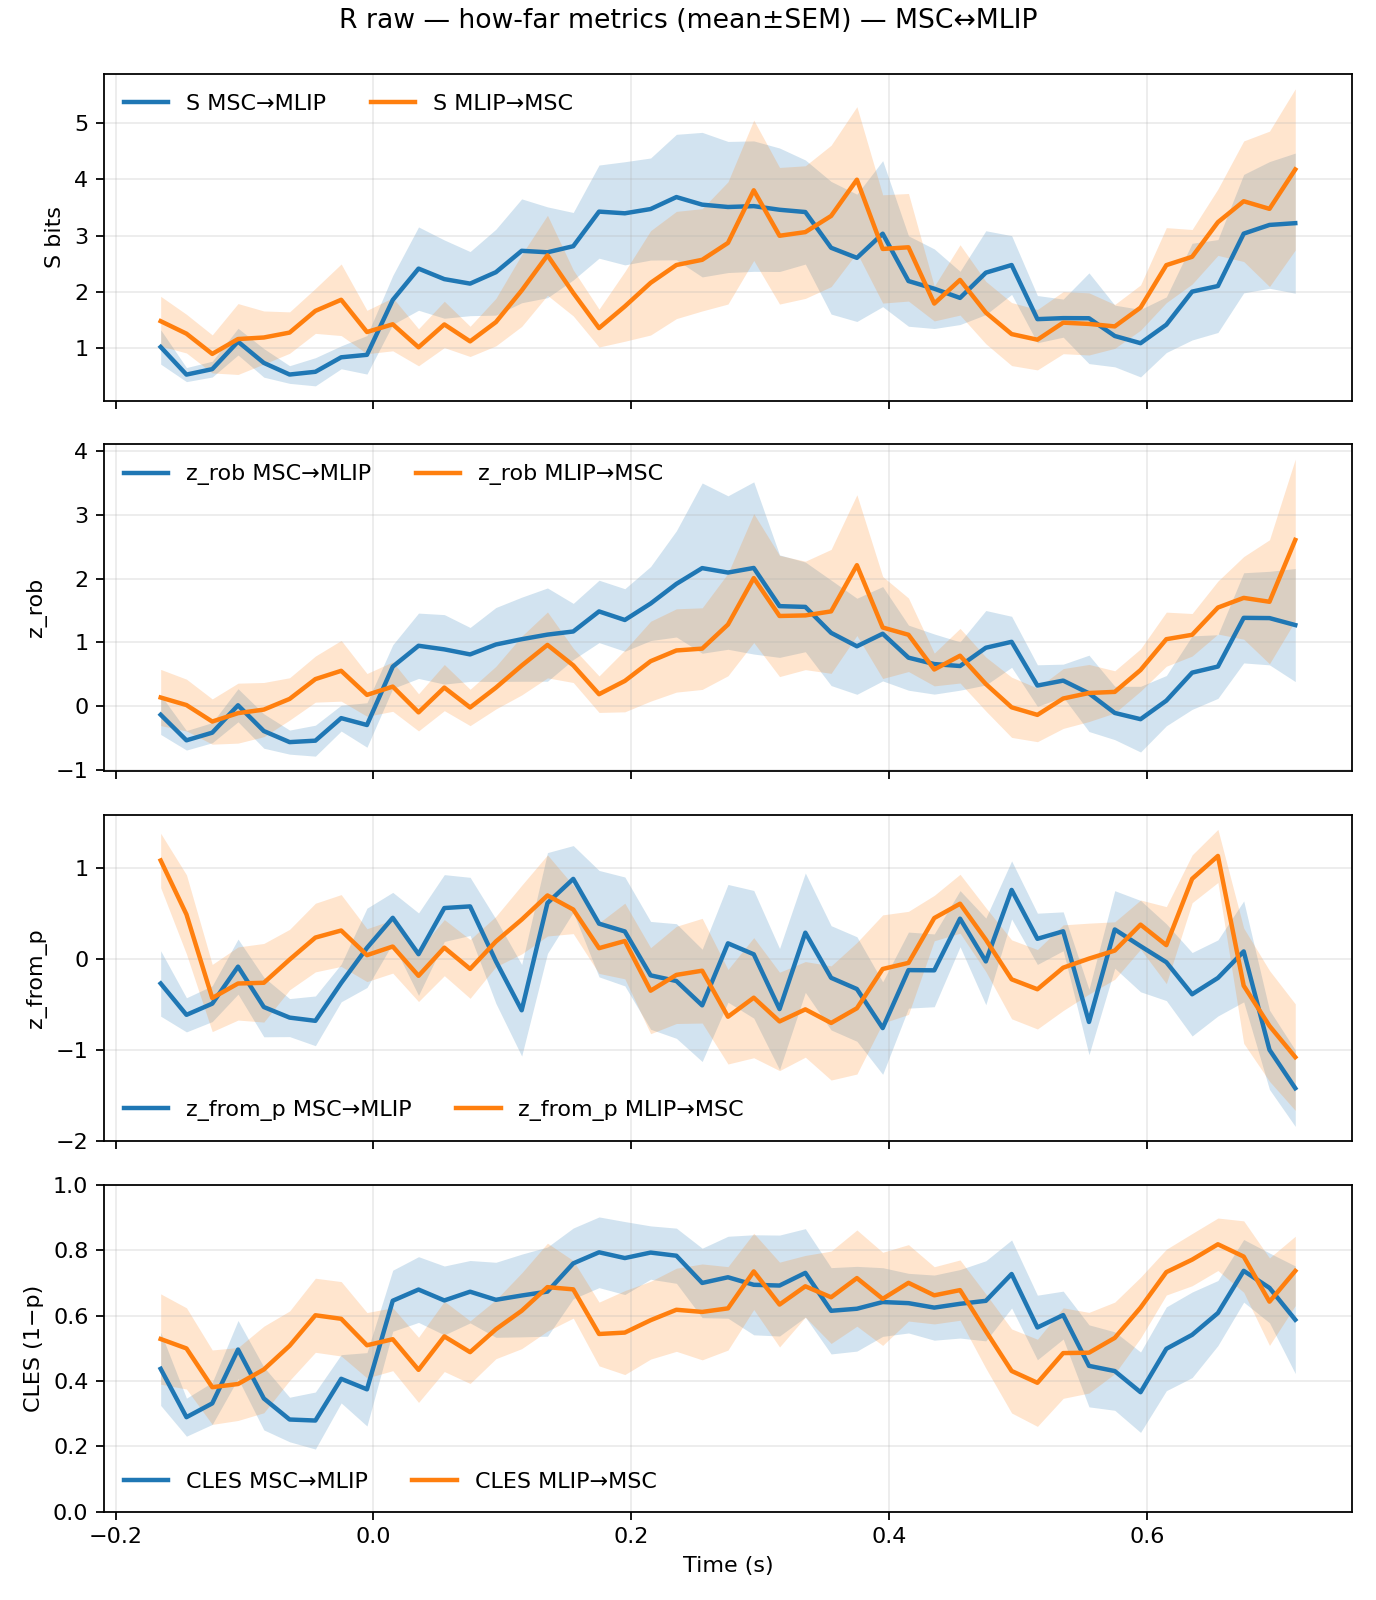 R raw — how-far metrics (mean±SEM) — MSC↔MLIP
S MSC→MLIP
S MLIP→MSC
S bits
5
4
3
2
1
z_rob MSC→MLIP
z_rob MLIP→MSC
z_rob
4
3
2
1
0
−1
z_from_p
1
0
−1
−2
z_from_p MSC→MLIP
z_from_p MLIP→MSC
CLES (1−p)
1.0
0.8
0.6
0.4
0.2
0.0
CLES MSC→MLIP
CLES MLIP→MSC
−0.2
0.0
0.2
0.4
0.6
Time (s)